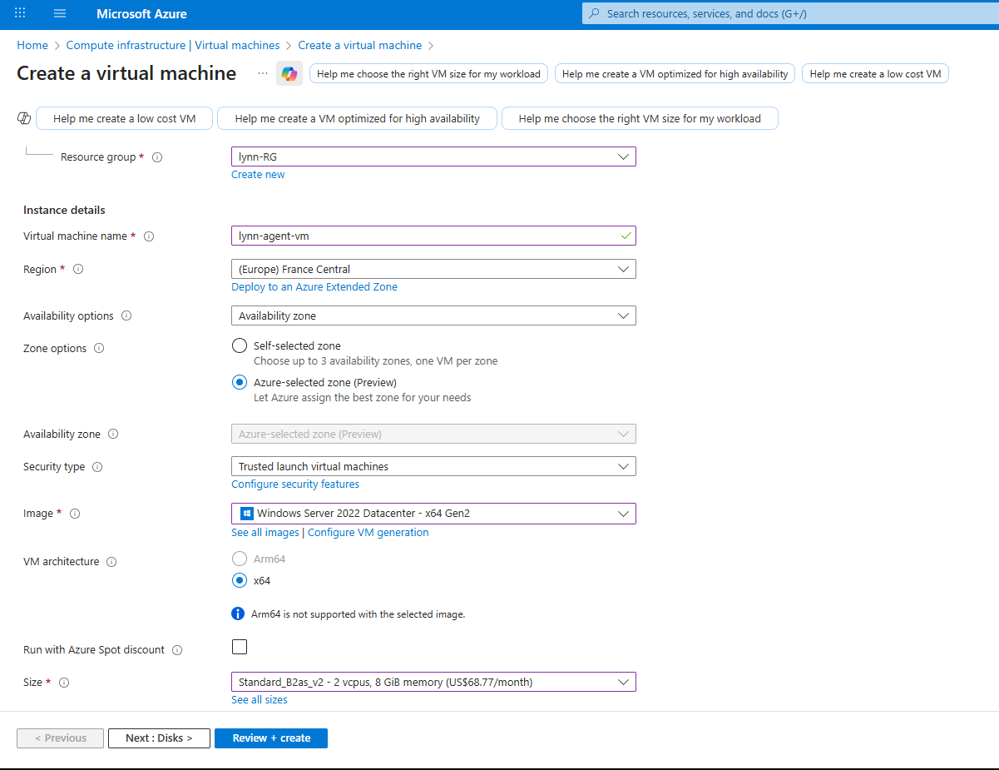 Microsoft Azure
Search resources, services, and docs (G+/)
Home > Compute infrastructure | Virtual machines > Create a virtual machine >
Create a virtual machine ...
Help me choose the right VM size for my workload
Help me create a VM optimized for high availability
Help me create a low cost VM
Help me create a low cost VM
Help me create a VM optimized for high availability
Help me choose the right VM size for my workload
Resource group *
lynn-RG
Create new
Instance details
Virtual machine name *
lynn-agent-vm
Region *
(Europe) France Central
Deploy to an Azure Extended Zone
Availability options
Availability zone
Zone options
Self-selected zone
Choose up to 3 availability zones, one VM per zone
Azure-selected zone (Preview)
Let Azure assign the best zone for your needs
Availability zone
Azure-selected zone (Preview)
Security type
Trusted launch virtual machines
Configure security features
Image *
Windows Server 2022 Datacenter - x64 Gen2
See all images | Configure VM generation
VM architecture
Arm64
x64
Arm64 is not supported with the selected image.
Run with Azure Spot discount
Size *
Standard_B2as_v2 - 2 vcpus, 8 GiB memory (US$68.77/month)
See all sizes
< Previous
Next : Disks >
Review + create